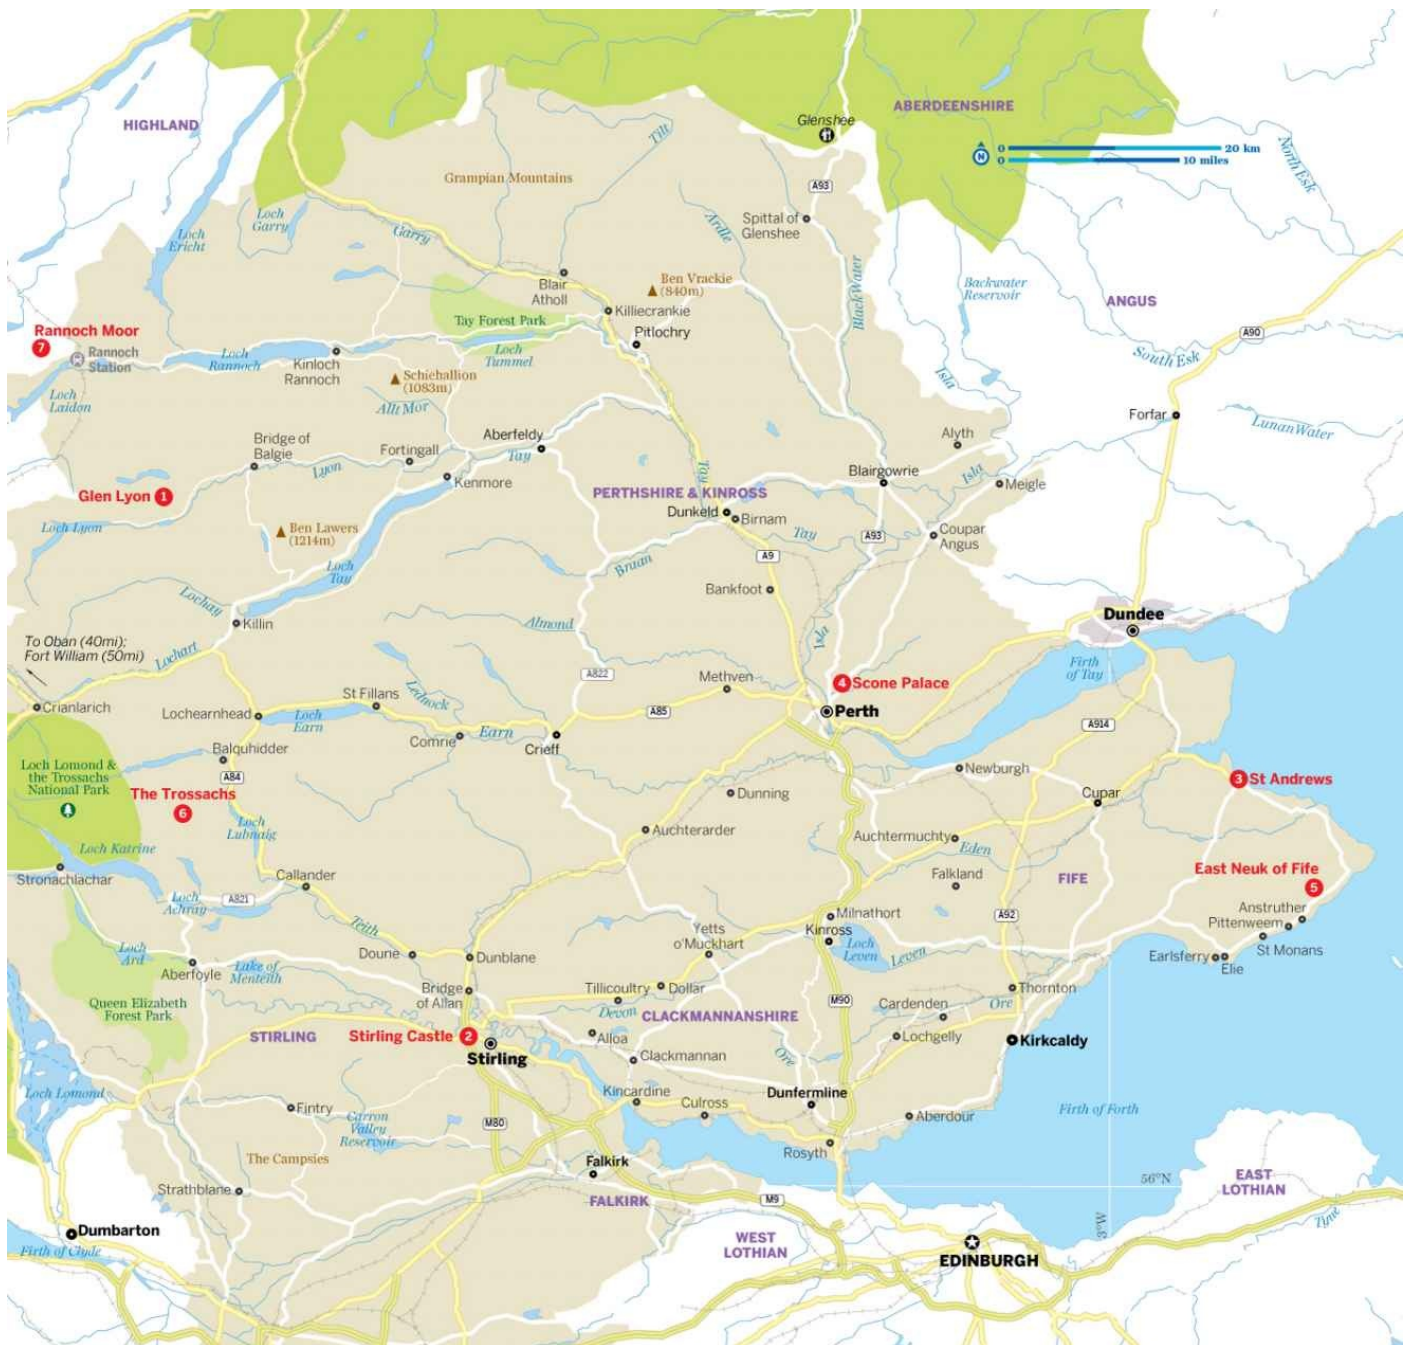 HIGHLAND
ABERDEENSHIRE
Glenshee
0
20 km
N
0
10 miles
Tilt
North Esk
Grampian Mountains
A93
Loch
Garry
Ardle
Spittal of
Glenshee
Loch
Ericht
Garry
BlackWater
Backwater
Reservoir
ANGUS
Blair
Atholl
Ben Vrackie
(840m)
Killiecrankie
Tay Forest Park
Pitlochry
A90
Rannoch Moor
7
Rannoch
Station
Loch
Rannoch
Kinloch
Rannoch
Loch
Tummel
South Esk
Schiehallion
(1083m)
Isla
Loch
Laidon
Allt Mor
Forfar
Lunan Water
Bridge of
Balgie
Fortingall
Aberfeldy
Tay
Alyth
Lyon
Kenmore
Tay
Blairgowrie
Isla
Meigle
Glen Lyon 1
PERTHSHIRE & KINROSS
Dunkeld
Birnam
Loch Lyon
Ben Lawers
(1214m)
Tay
A93
Coupar
Angus
Loch
Tay
Bruan
A9
Bankfoot
Lochay
Killin
Almond
Isla
Dundee
To Oban (40mi);
Fort William (50mi)
Lochart
Firth
of Tay
A822
Methven
4 Scone Palace
Crianlarich
Lochearnhead
St Fillans
Lednock
Loch
Earn
A85
Perth
A914
Comrie
Earn
Crieff
Balquhidder
Loch Lomond &
the Trossachs
National Park
A84
Newburgh
3 St Andrews
The Trossachs
6
Dunning
Cupar
Loch
Lubnaig
Auchterarder
Auchtermuchty
Loch Katrine
Eden
Stronachlachar
Callander
Falkland
FIFE
East Neuk of Fife
5
Loch
Achray
A821
Teith
Milnathort
A92
Anstruther
Pittenweem
Yetts
o'Muckhart
Kinross
Loch
Leven
Leven
St Monans
Loch
Ard
Aberfoyle
Lake of
Menteith
Doune
Dunblane
Earlsferry
Elie
Bridge
of Allan
Tillicoultry
Dollar
M90
Cardenden
Ore
Thornton
Queen Elizabeth
Forest Park
Devon
CLACKMANNANSHIRE
STIRLING
Stirling Castle 2
Stirling
Alloa
Lochgelly
Kirkcaldy
Clackmannan
Ore
Loch Lomond
Kincardine
Dunfermline
Fintry
Carron
Valley
Reservoir
M80
Culross
Aberdour
Firth of Forth
Rosyth
The Campsies
Falkirk
Strathblane
FALKIRK
M9
56°N
EAST
LOTHIAN
3°W
Tyne
Dumbarton
WEST
LOTHIAN
Firth of Clyde
EDINBURGH